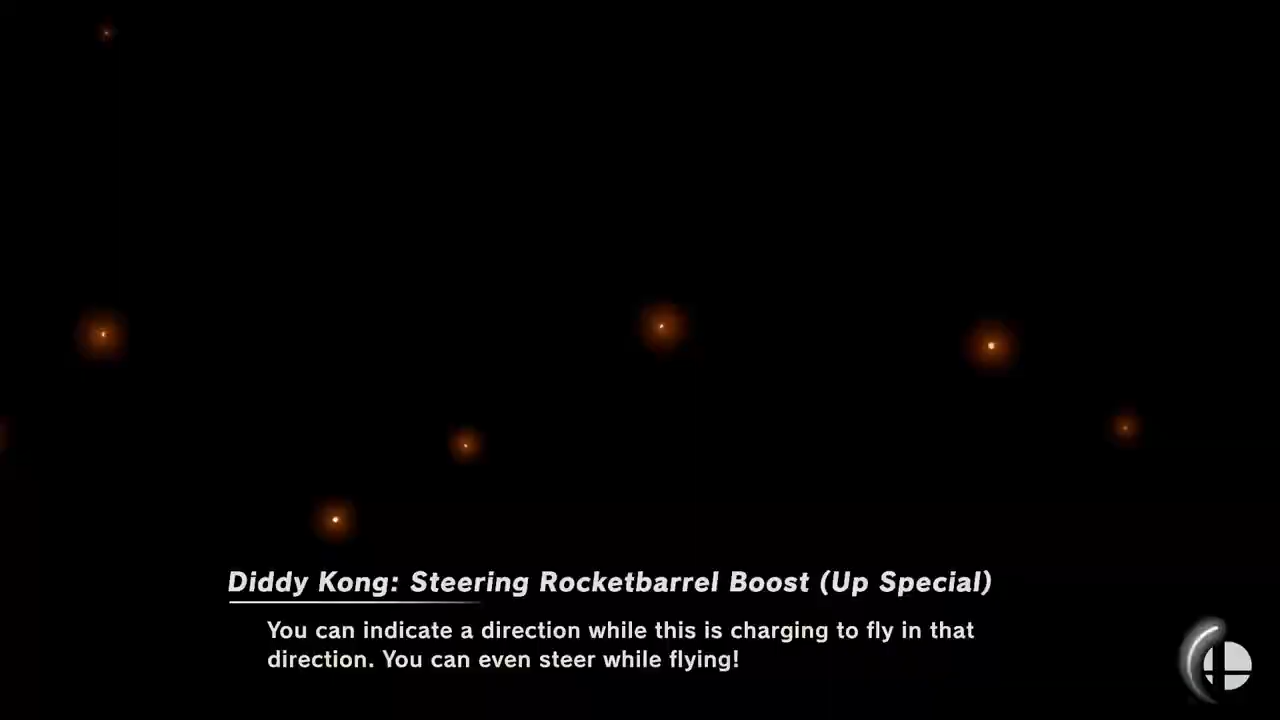 Diddy Kong: Steering Rocketbarrel Boost (Up Special)
You can indicate a direction while this is charging to fly in that
direction. You can even steer while flying!